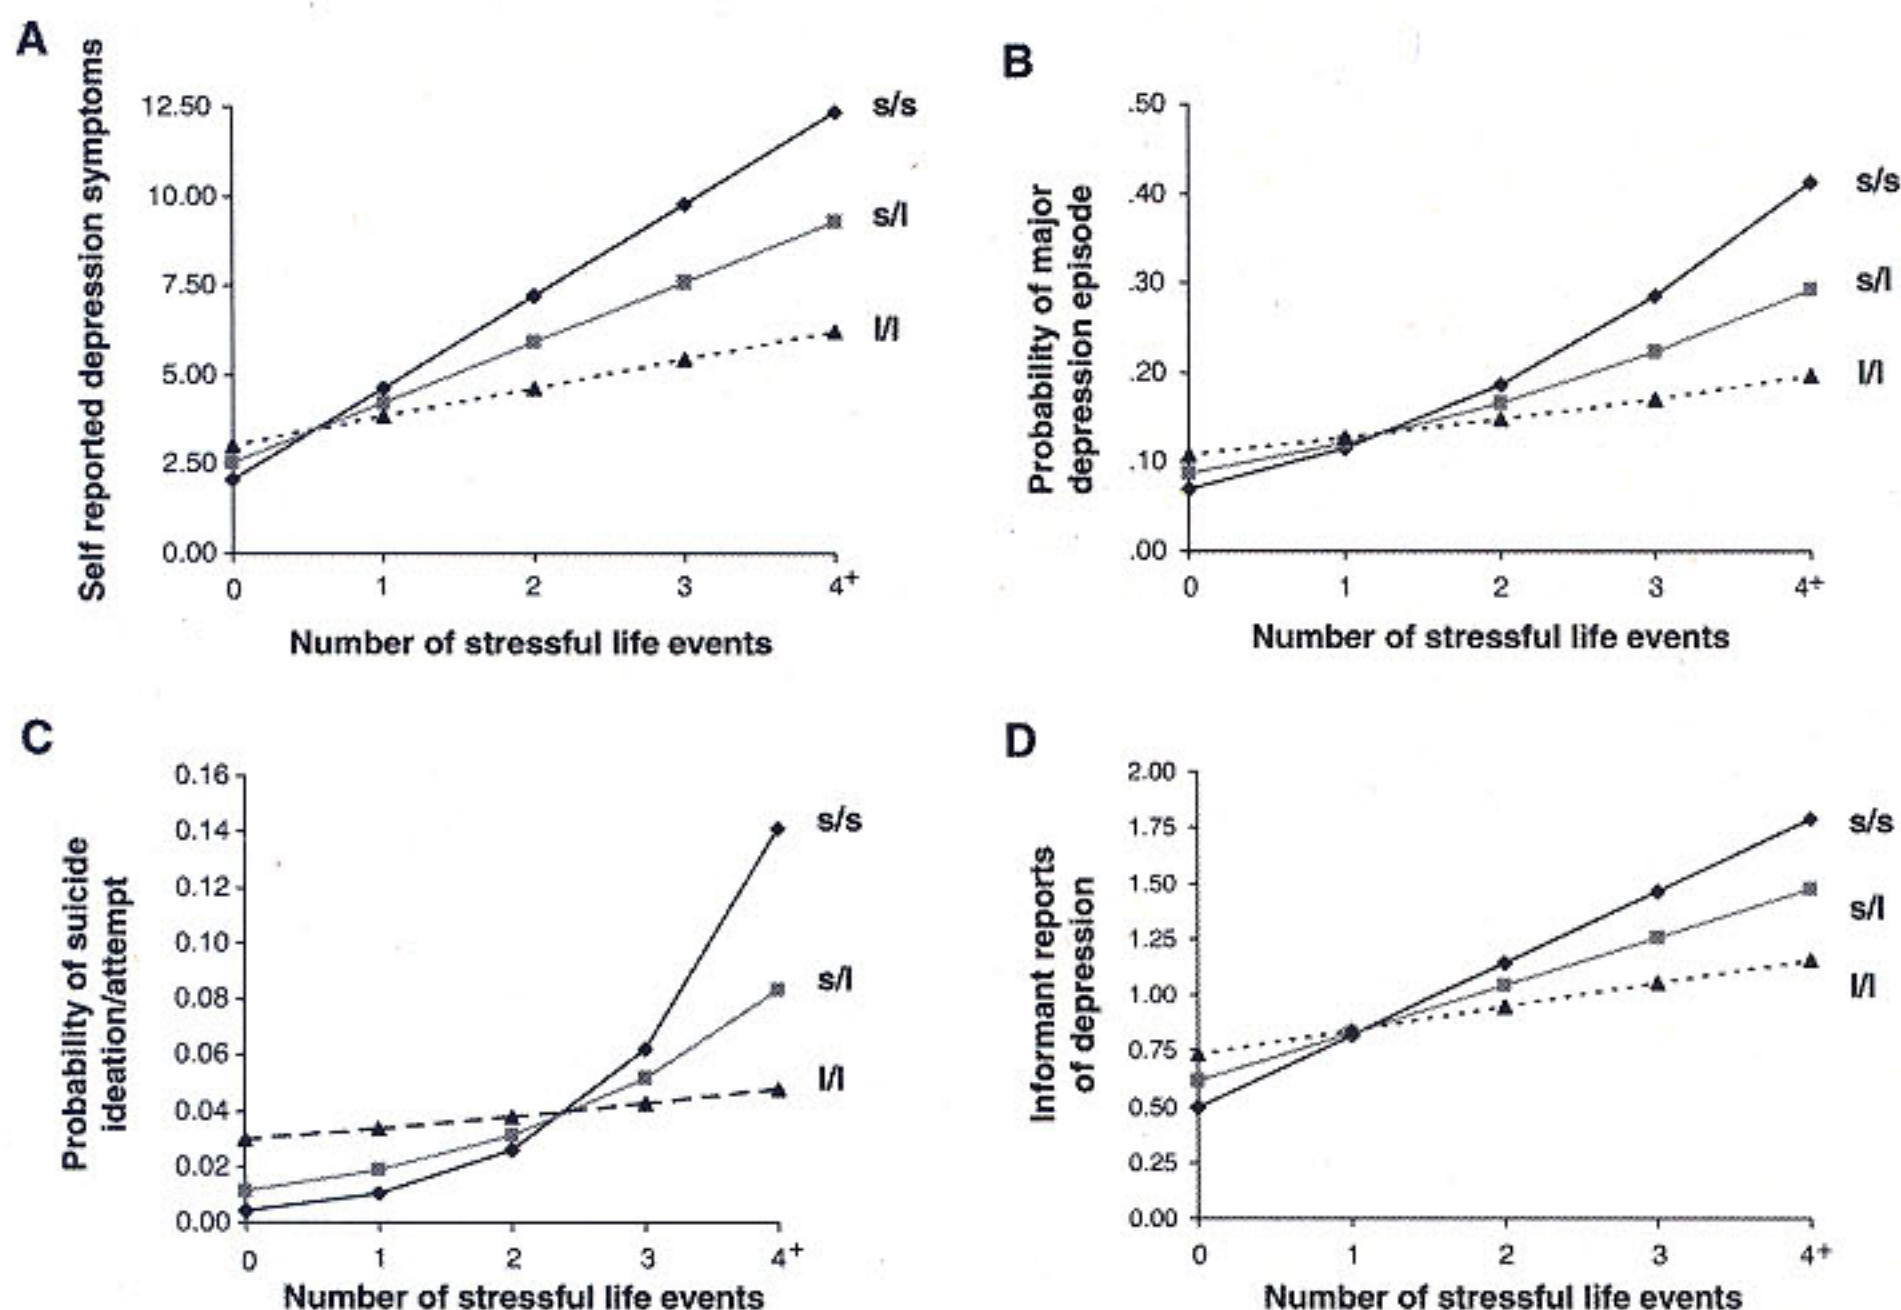 A
Self reported depression symptoms
12.50
10.00
7.50
5.00
2.50
0.00
0 1 2 3 4+
Number of stressful life events
s/s
s/l
l/l
B
Probability of major
depression episode
.50
.40
.30
.20
.10
.00
0 1 2 3 4+
Number of stressful life events
s/s
s/l
l/l
C
Probability of suicide
ideation/attempt
0.16
0.14
0.12
0.10
0.08
0.06
0.04
0.02
0.00
0 1 2 3 4+
Number of stressful life events
s/s
s/l
l/l
D
Informant reports
of depression
2.00
1.75
1.50
1.25
1.00
0.75
0.50
0.25
0.00
0 1 2 3 4+
Number of stressful life events
s/s
s/l
l/l